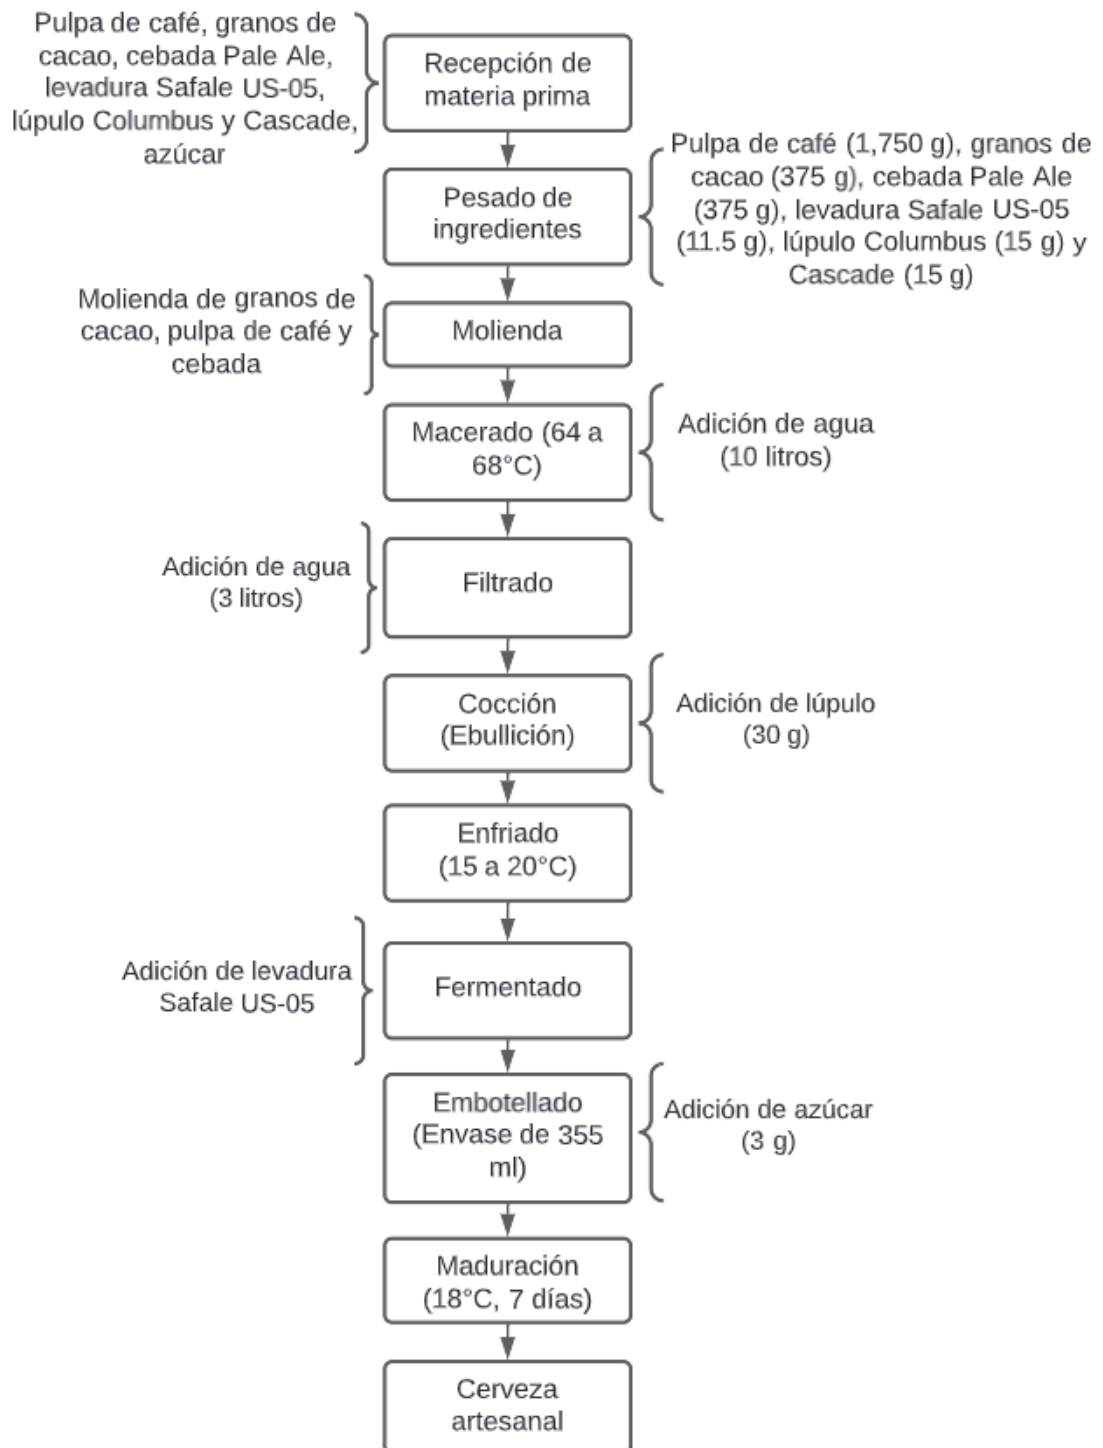 Pulpa de café, granos de
cacao, cebada Pale Ale,
levadura Safale US-05,
lúpulo Columbus y Cascade,
azúcar
Recepción de
materia prima
Pesado de
ingredientes
Pulpa de café (1,750 g), granos de
cacao (375 g), cebada Pale Ale
(375 g), levadura Safale US-05
(11.5 g), lúpulo Columbus (15 g) y
Cascade (15 g)
Molienda de granos de
cacao, pulpa de café y
cebada
Molienda
Macerado (64 a
68°C)
Adición de agua
(10 litros)
Adición de agua
(3 litros)
Filtrado
Cocción
(Ebullición)
Adición de lúpulo
(30 g)
Enfriado
(15 a 20°C)
Adición de levadura
Safale US-05
Fermentado
Embotellado
(Envase de 355
ml)
Adición de azúcar
(3 g)
Maduración
(18°C, 7 días)
Cerveza
artesanal